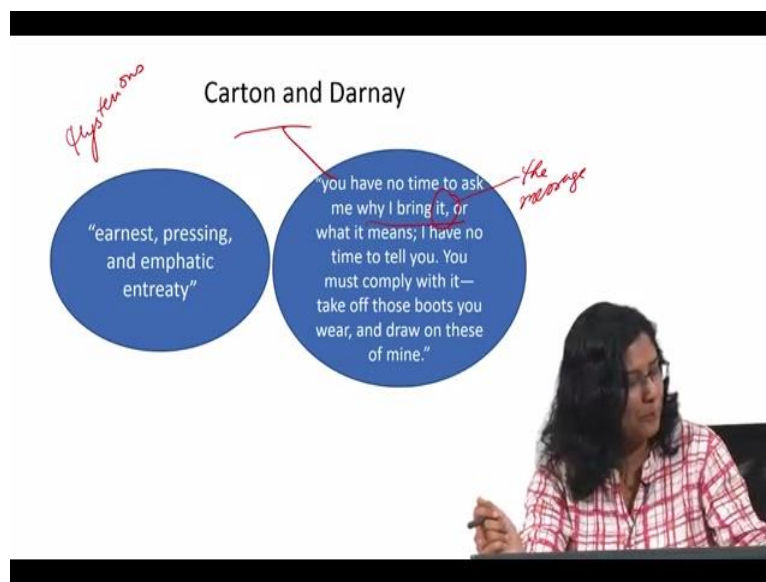 Mysterious
Carton and Darnay
"earnest, pressing,
and emphatic
entreaty"
"you have no time to ask
me why I bring it, or
what it means; I have no
time to tell you. You
must comply with it—
take off those boots you
wear, and draw on these
of mine."
the
message